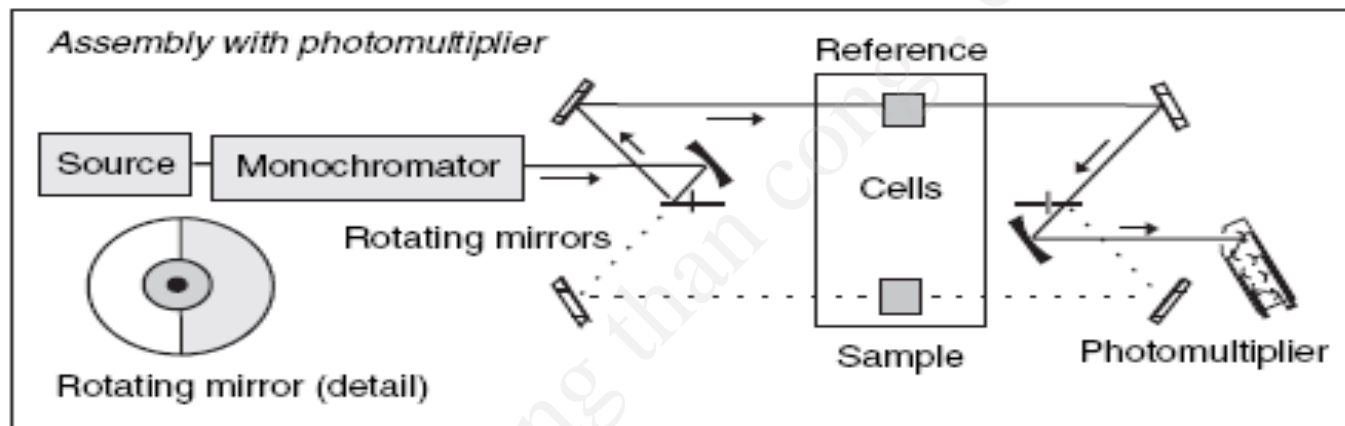 Assembly with photomultiplier
Reference
Source
Monochromator
Cells
Rotating mirrors
Sample
Photomultiplier
Rotating mirror (detail)